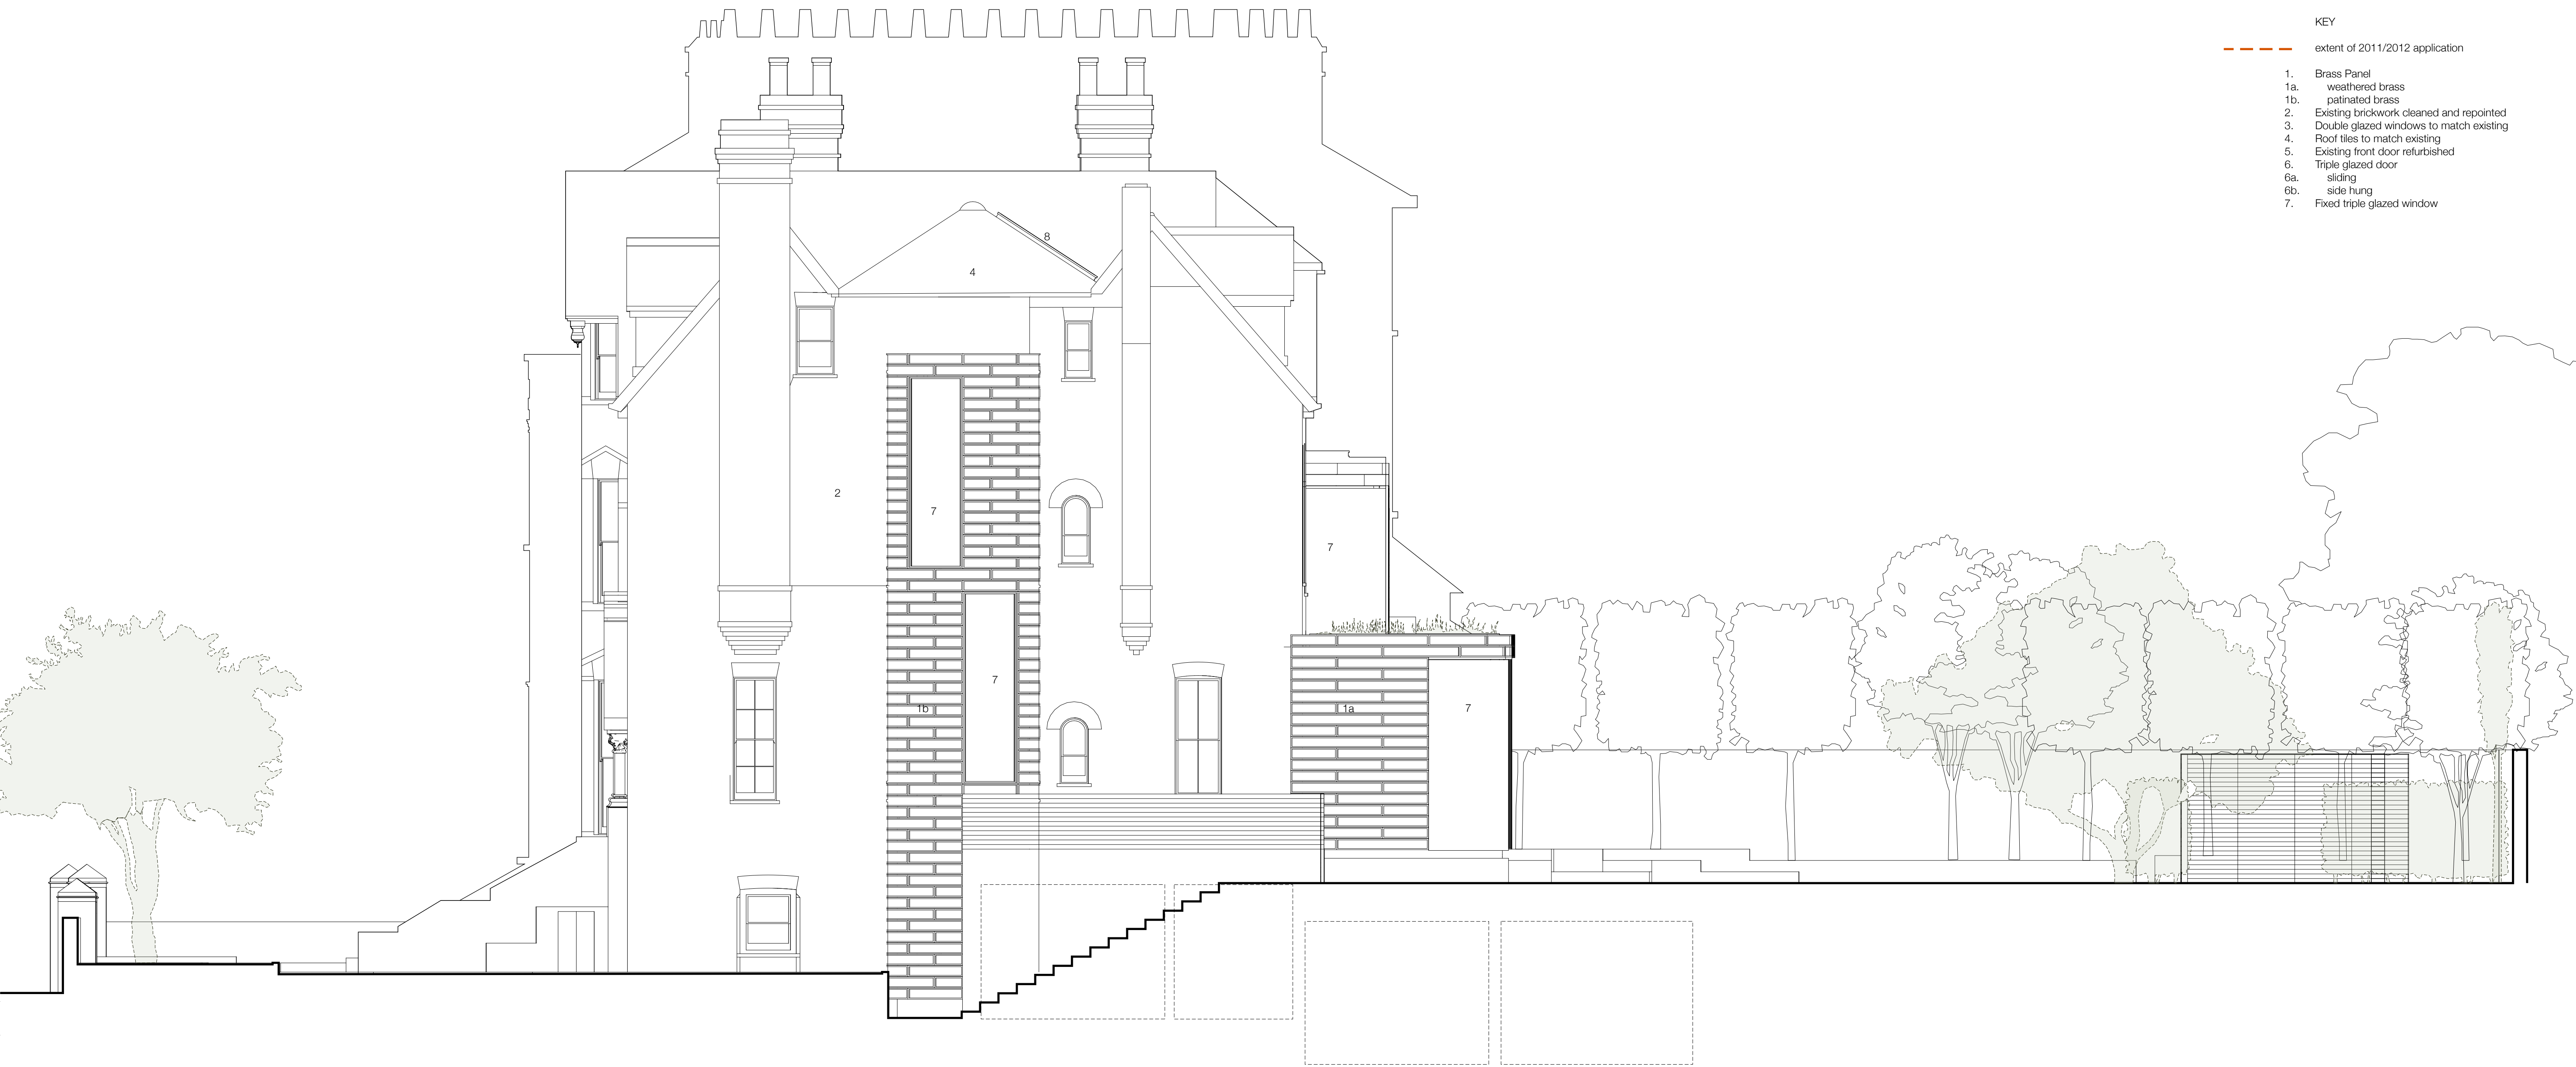 KEY
extent of 2011/2012 application
1. Brass Panel
1a. weathered brass
1b. patinated brass
2. Existing brickwork cleaned and repointed
3. Double glazed windows to match existing
4. Roof tiles to match existing
5. Existing front door refurbished
6. Triple glazed door
6a. sliding
6b. side hung
7. Fixed triple glazed window
8
4
2
7
7
7
1b
1a
7